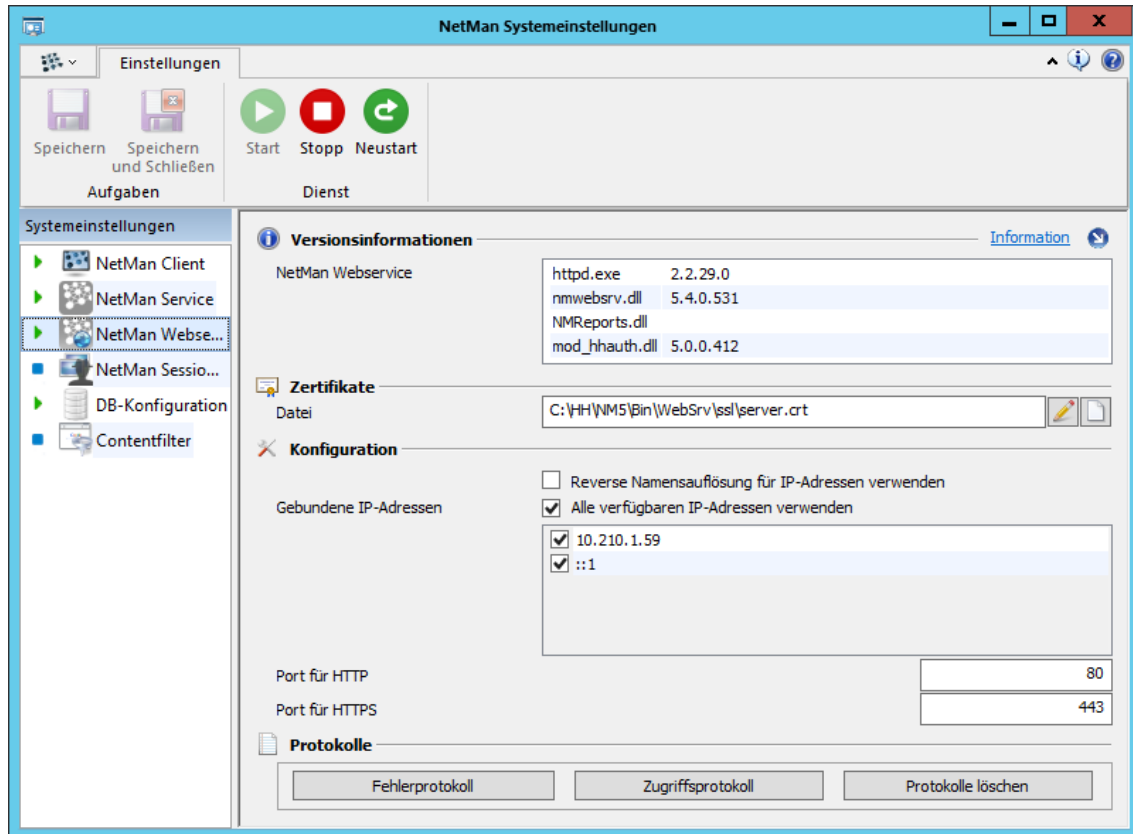 NetMan Systemeinstellungen
Einstellungen
Speichern
Speichern
und Schließen
Start
Stopp
Neustart
Aufgaben
Dienst
Systemeinstellungen
NetMan Client
NetMan Service
NetMan Webse...
NetMan Sessio...
DB-Konfiguration
Contentfilter
Versionsinformationen
Information
NetMan Webservice
httpd.exe 2.2.29.0
nmwebsrv.dll 5.4.0.531
NMReports.dll
mod_hhauth.dll 5.0.0.412
Zertifikate
Datei
C:\HH\NM5\Bin\WebSrv\ssl\server.crt
Konfiguration
Reverse Namensauflösung für IP-Adressen verwenden
Gebundene IP-Adressen
Alle verfügbaren IP-Adressen verwenden
10.210.1.59
::1
Port für HTTP
80
Port für HTTPS
443
Protokolle
Fehlerprotokoll
Zugriffsprotokoll
Protokolle löschen